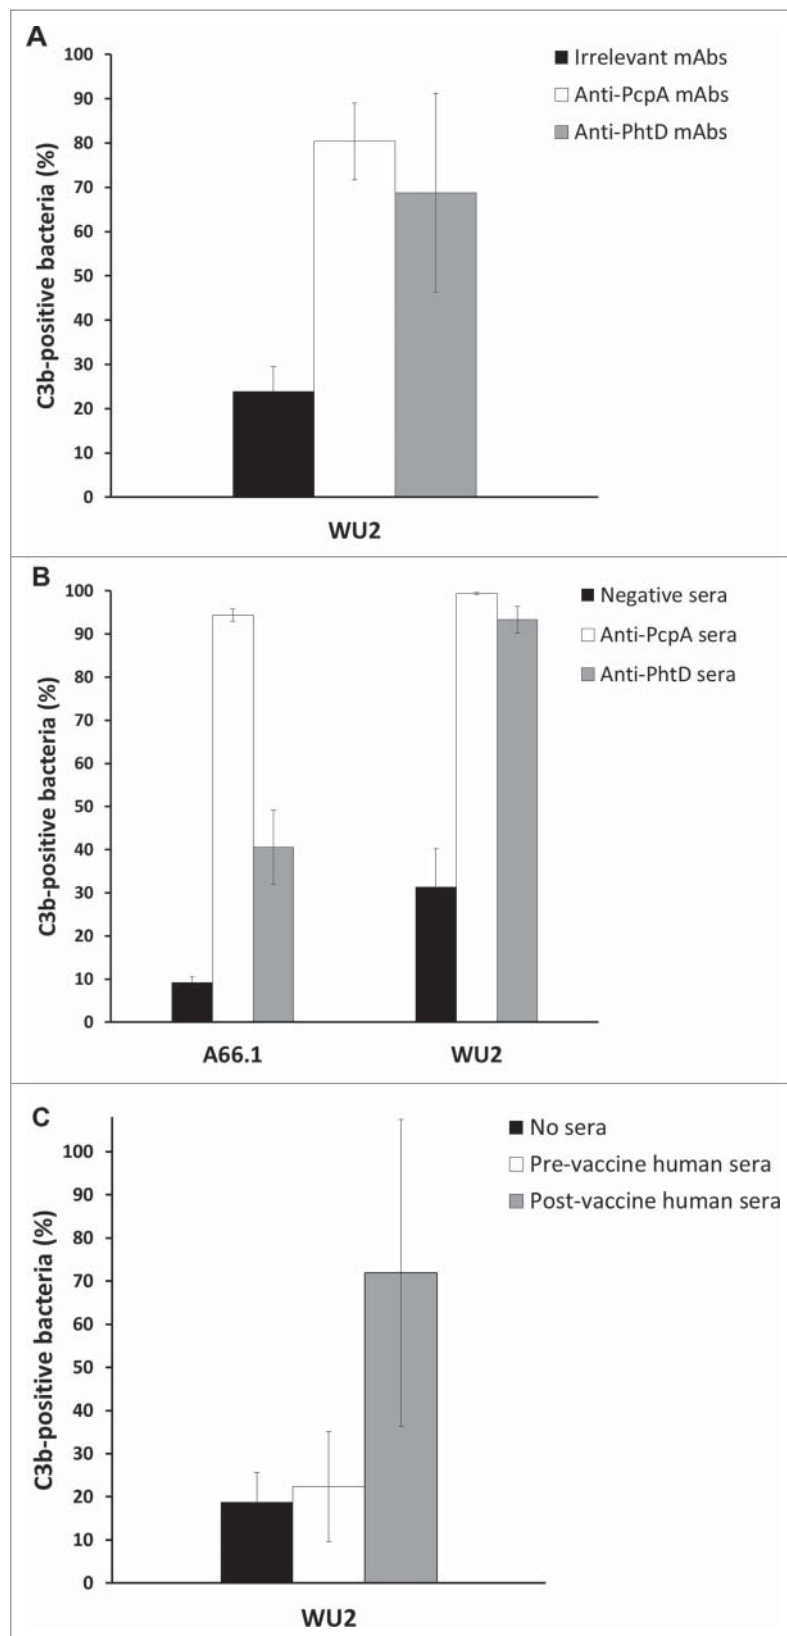 A
Irrelevant mAbs
Anti-PcpA mAbs
Anti-PhtD mAbs
C3b-positive bacteria (%)
100
90
80
70
60
50
40
30
20
10
0
WU2
B
Negative sera
Anti-PcpA sera
Anti-PhtD sera
C3b-positive bacteria (%)
100
90
80
70
60
50
40
30
20
10
0
A66.1 WU2
C
No sera
Pre-vaccine human sera
Post-vaccine human sera
C3b-positive bacteria (%)
100
90
80
70
60
50
40
30
20
10
0
WU2